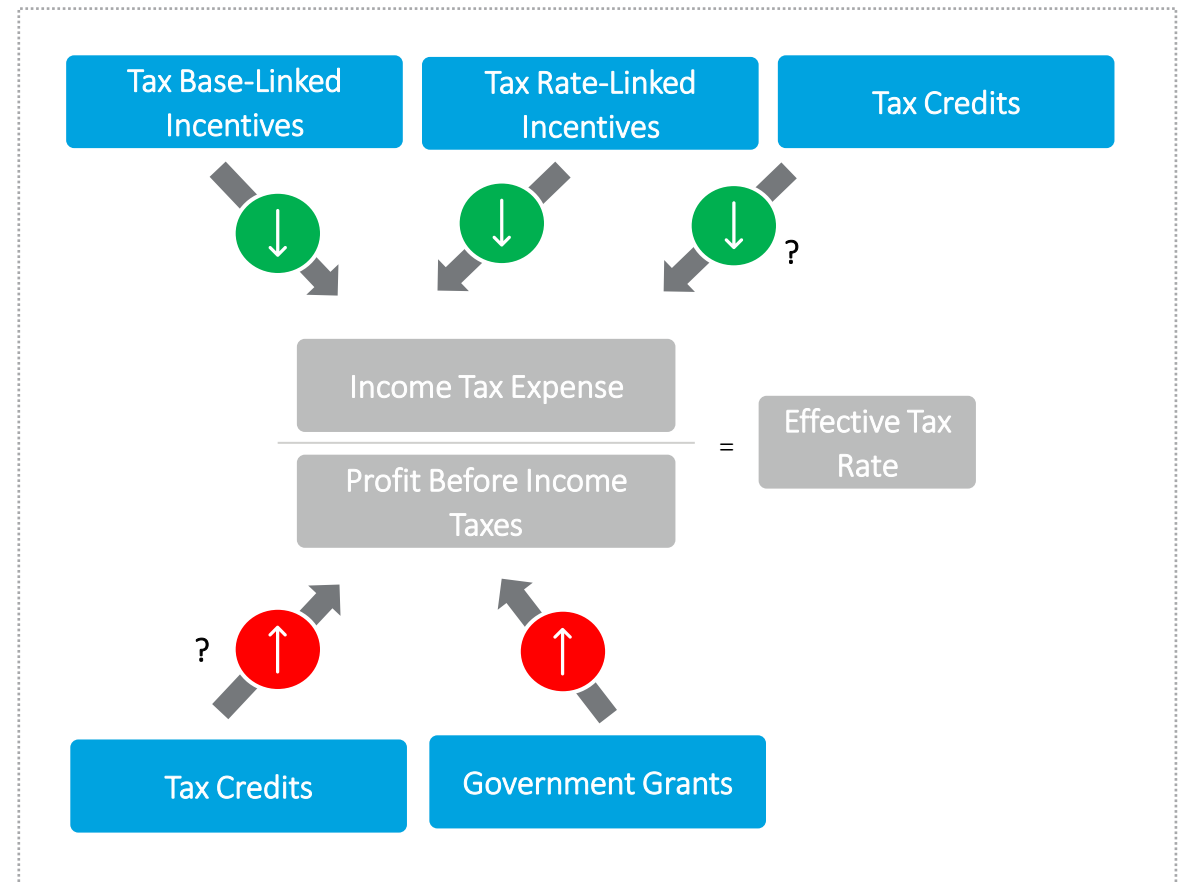 Tax Base-Linked
Incentives
Tax Rate-Linked
Incentives
Tax Credits
?
Income Tax Expense
Profit Before Income
Taxes
=
Effective Tax
Rate
?
Tax Credits
Government Grants